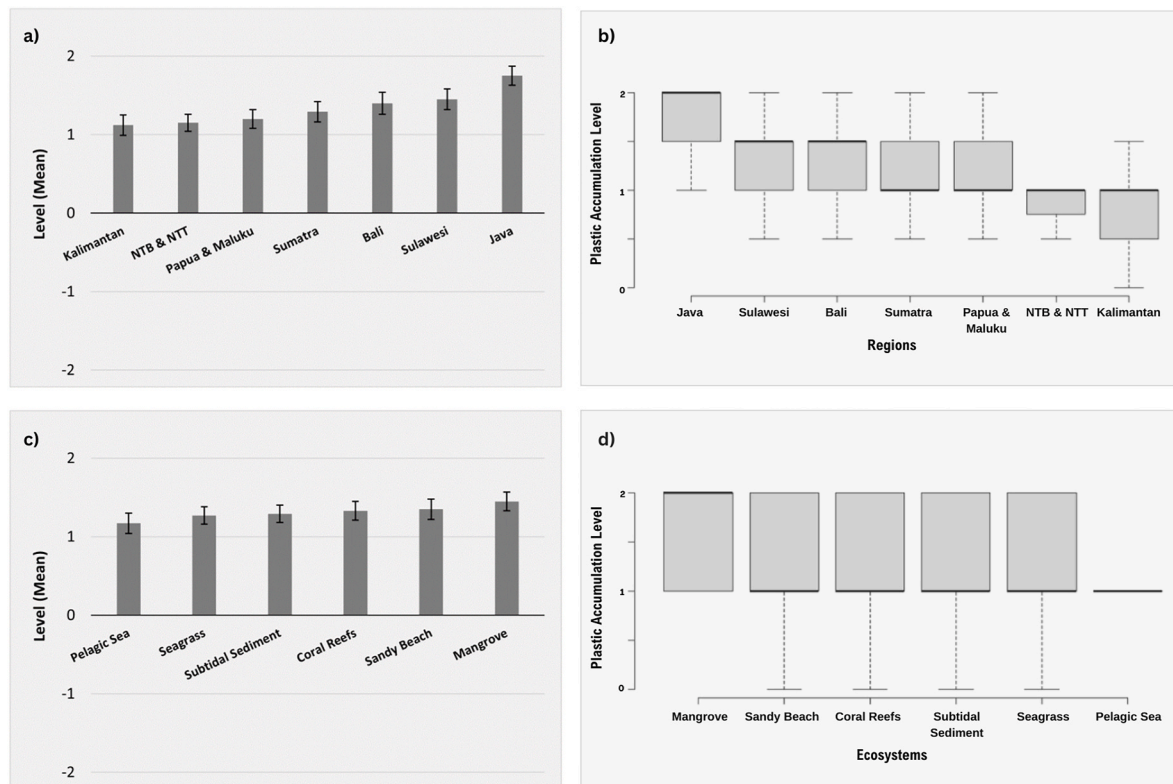 a)
Level (Mean)
2
1
0
-1
-2
Kalimantan
NTB & NTT
Papua & Maluku
Sumatra
Bali
Sulawesi
Java
b)
Plastic Accumulation Level
2
1
0
Java
Sulawesi
Bali
Sumatra
Papua &
Maluku
NTB & NTT
Kalimantan
Regions
c)
Level (Mean)
2
1
0
-1
-2
Pelagic Sea
Seagrass
Subtidal Sediment
Coral Reefs
Sandy Beach
Mangrove
d)
Plastic Accumulation Level
2
1
0
Mangrove
Sandy Beach
Coral Reefs
Subtidal
Sediment
Seagrass
Pelagic Sea
Ecosystems